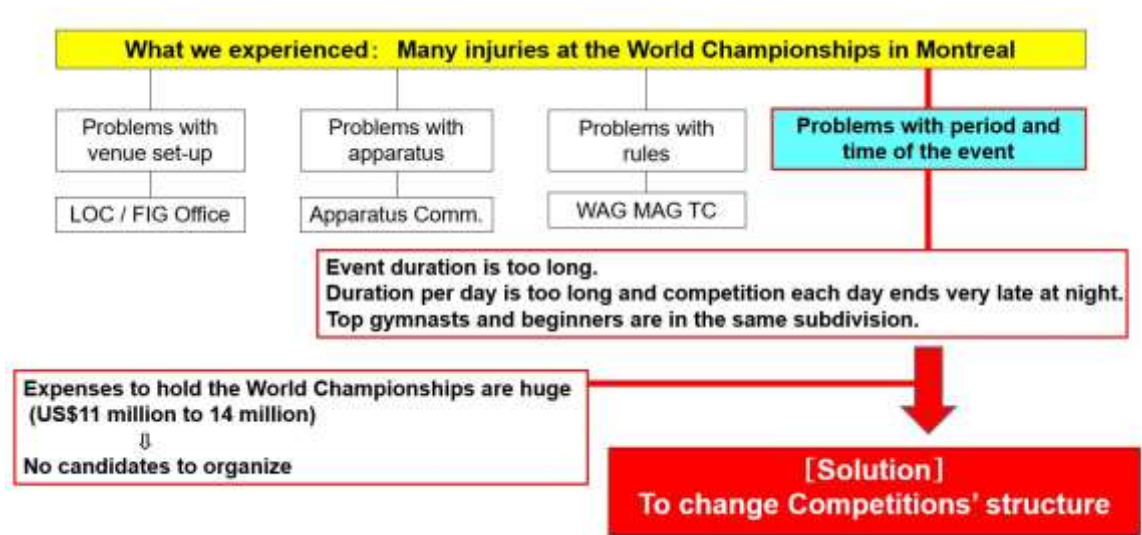 What we experienced: Many injuries at the World Championships in Montreal
Problems with
venue set-up
Problems with
apparatus
Problems with
rules
Problems with period and
time of the event
LOC / FIG Office
Apparatus Comm.
WAG MAG TC
Event duration is too long.
Duration per day is too long and competition each day ends very late at night.
Top gymnasts and beginners are in the same subdivision.
Expenses to hold the World Championships are huge
(US$11 million to 14 million)
⇩
No candidates to organize
[Solution]
To change Competitions' structure